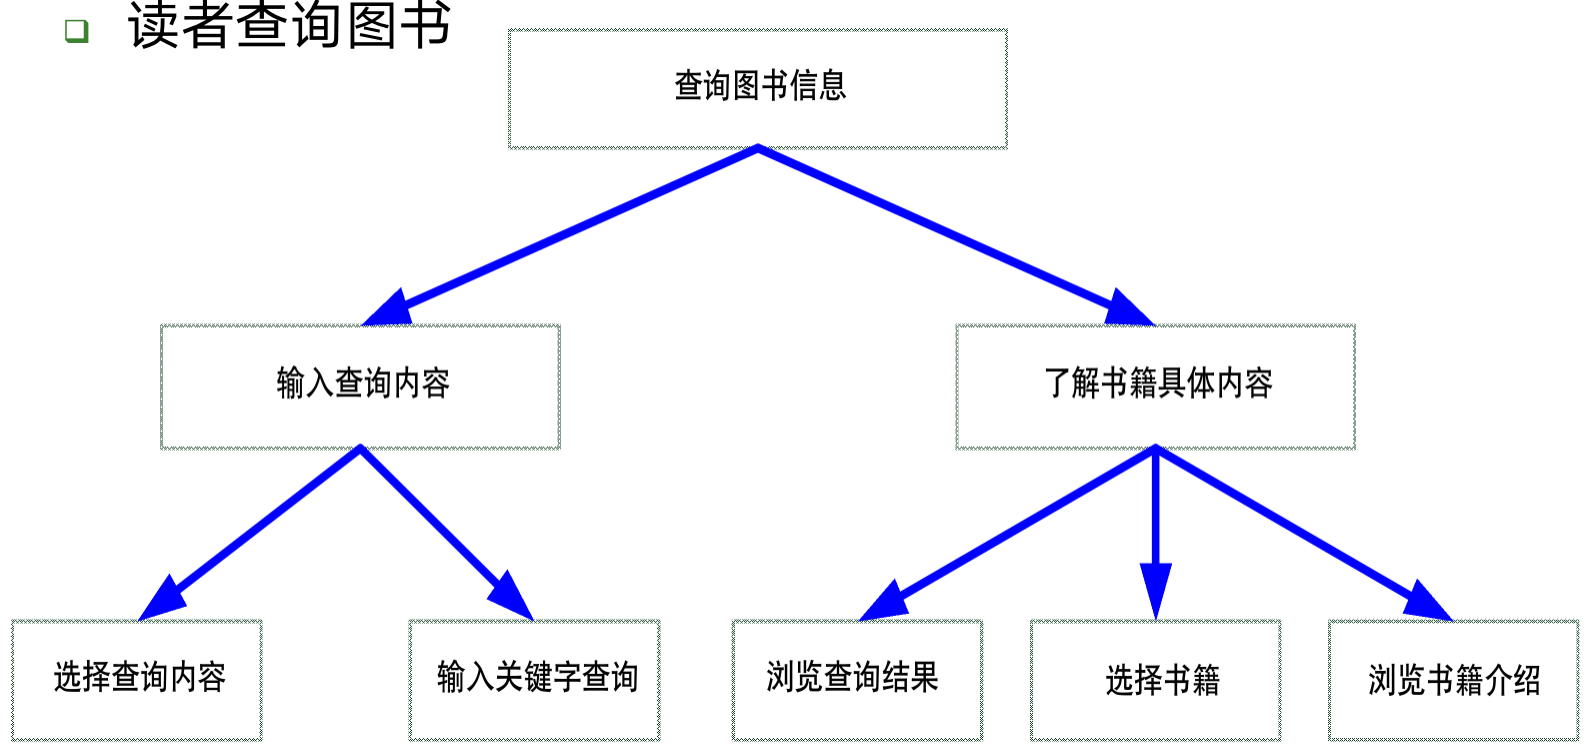 读者查询图书
查询图书信息
输入查询内容
了解书籍具体内容
选择查询内容
输入关键字查询
浏览查询结果
选择书籍
浏览书籍介绍